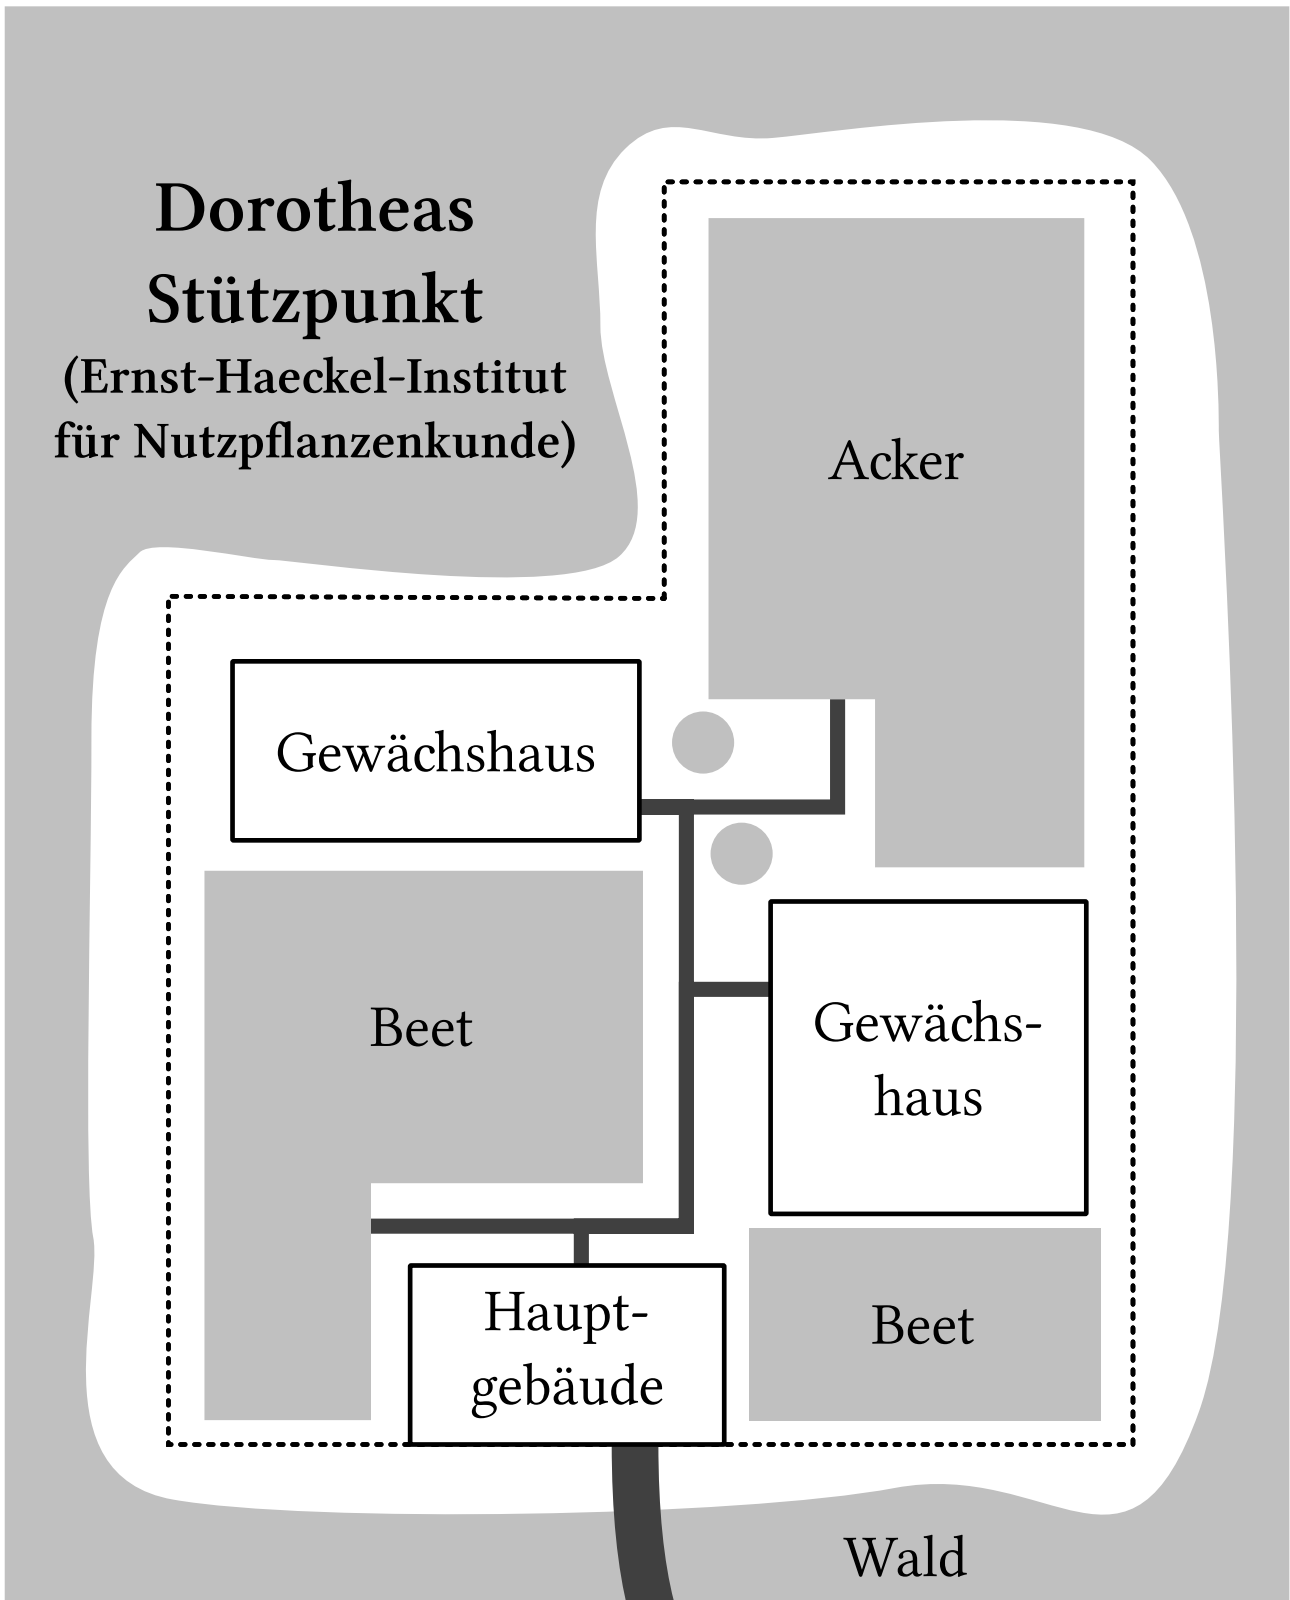 Dorotheas
Stützpunkt
(Ernst-Haeckel-Institut
für Nutzpflanzenkunde)
Acker
Gewächshaus
Beet
Gewächs-
haus
Haupt-
gebäude
Beet
Wald